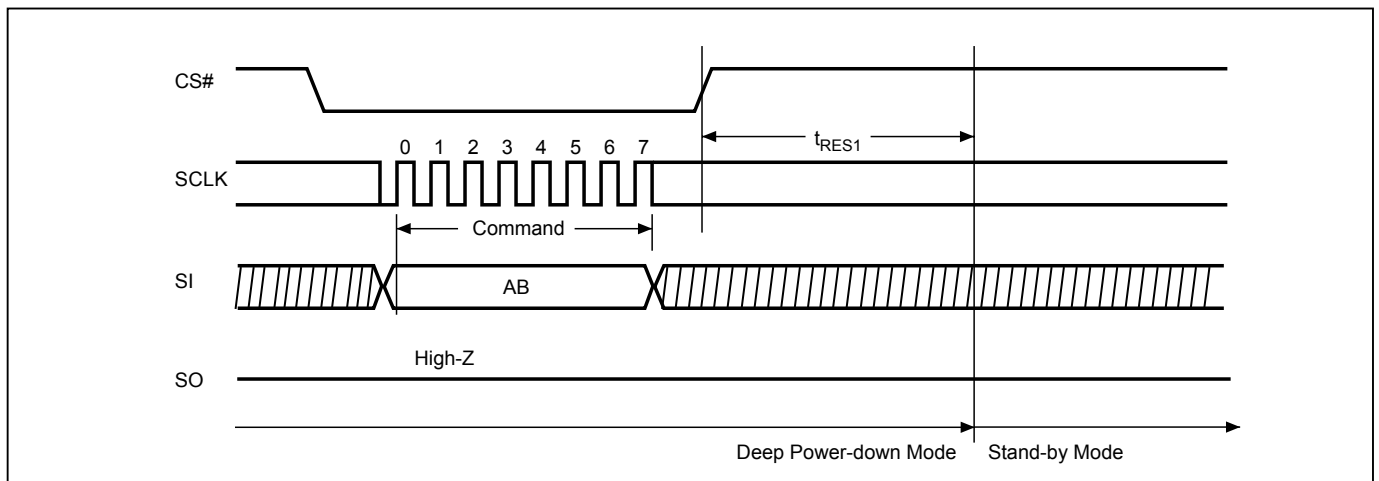 CS#
t_RES1
0 1 2 3 4 5 6 7
SCLK
Command
SI
AB
High-Z
SO
Deep Power-down Mode Stand-by Mode